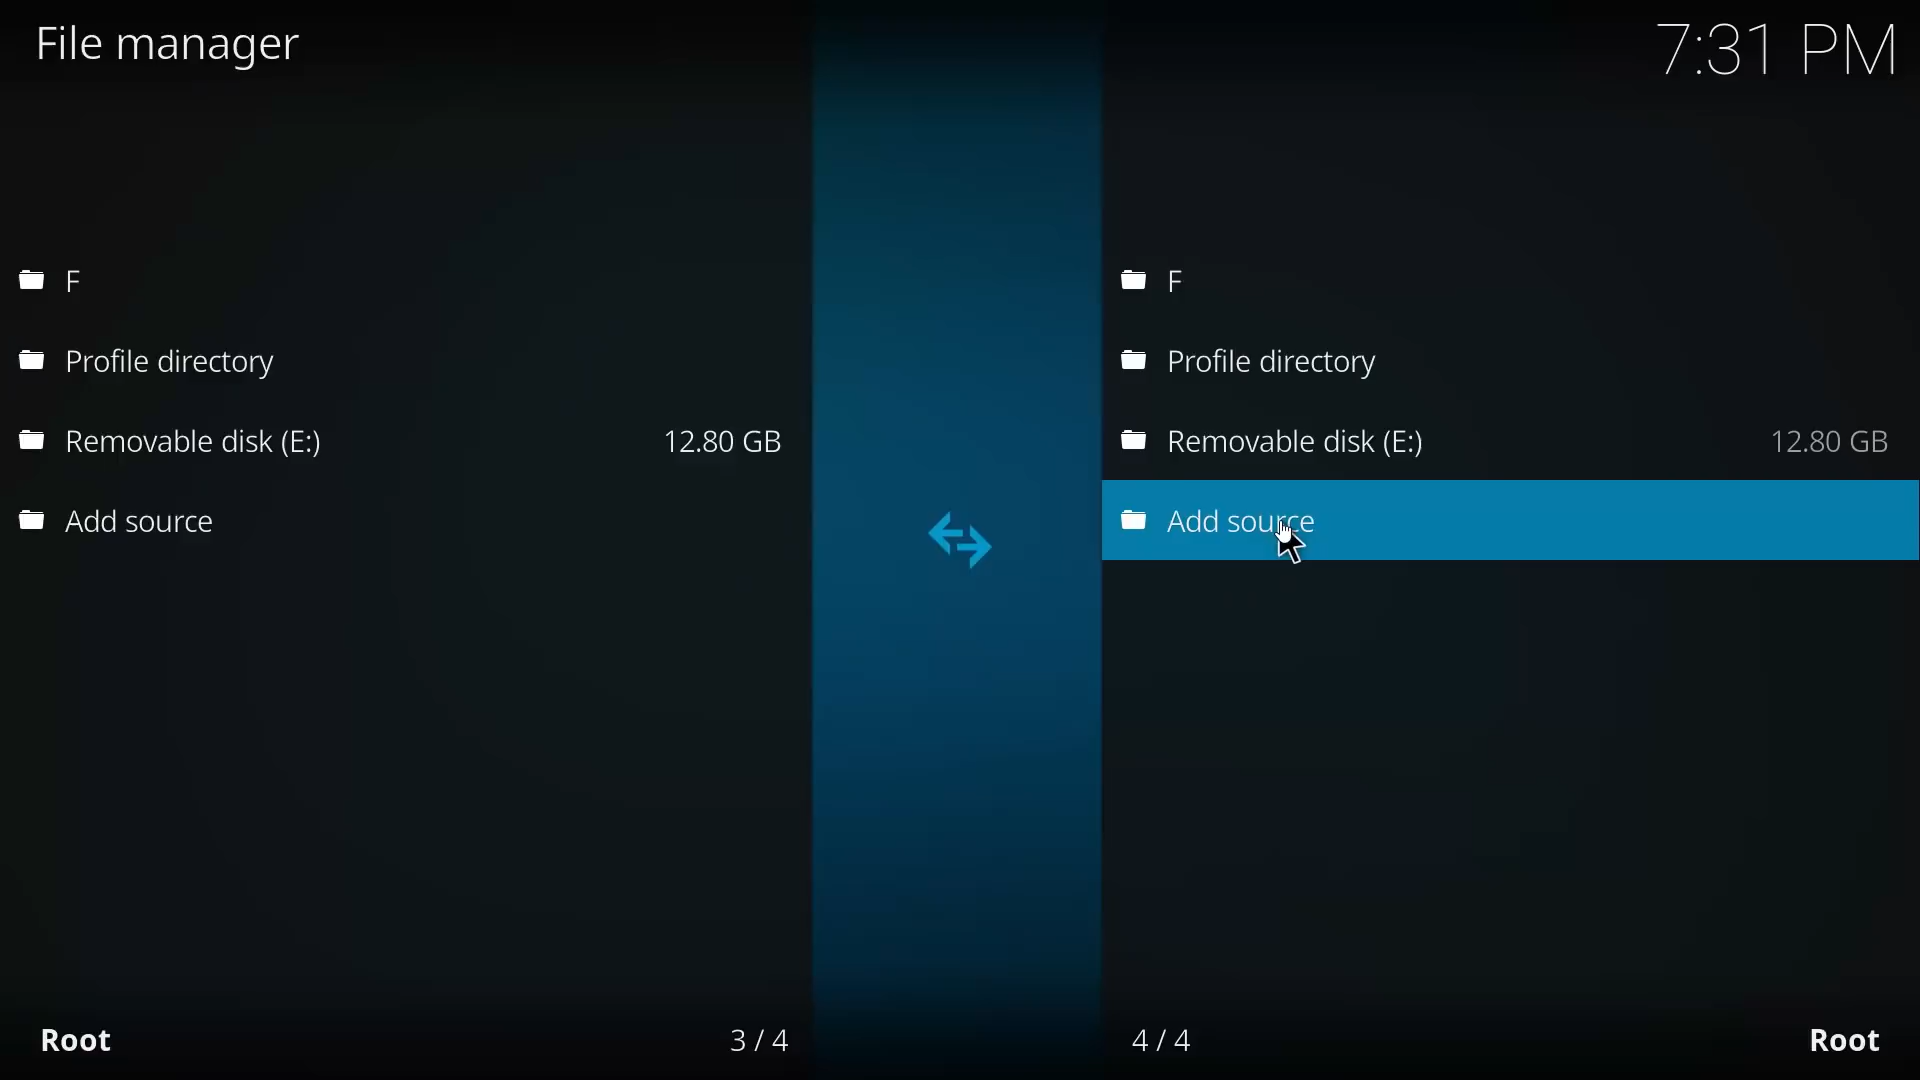 File manager
7:31 PM
F
Profile directory
Removable disk (E:) 12.80 GB
Add source
F
Profile directory
Removable disk (E:) 12.80 GB
Add source
Root 3 / 4
4 / 4 Root